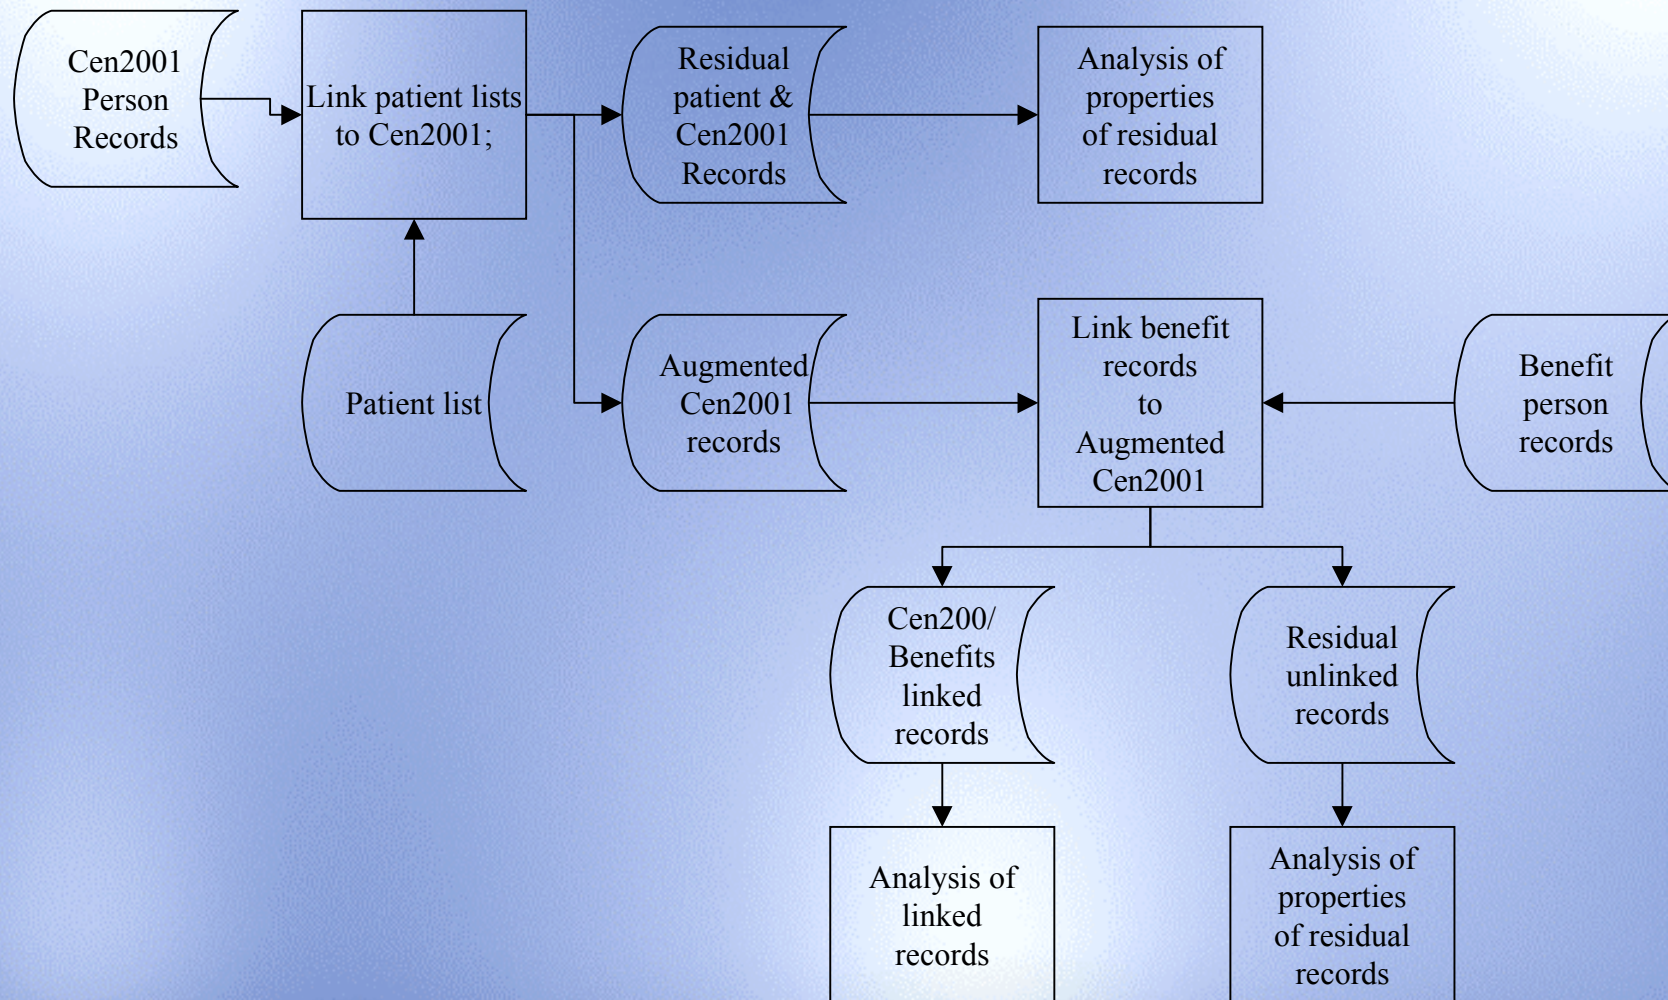 Cen2001
Person
Records
Link patient lists
to Cen2001;
Residual
patient &
Cen2001
Records
Analysis of
properties
of residual
records
Patient list
Augmented
Cen2001
records
Link benefit
records
to
Augmented
Cen2001
Benefit
person
records
Cen200/
Benefits
linked
records
Residual
unlinked
records
Analysis of
linked
records
Analysis of
properties
of residual
records